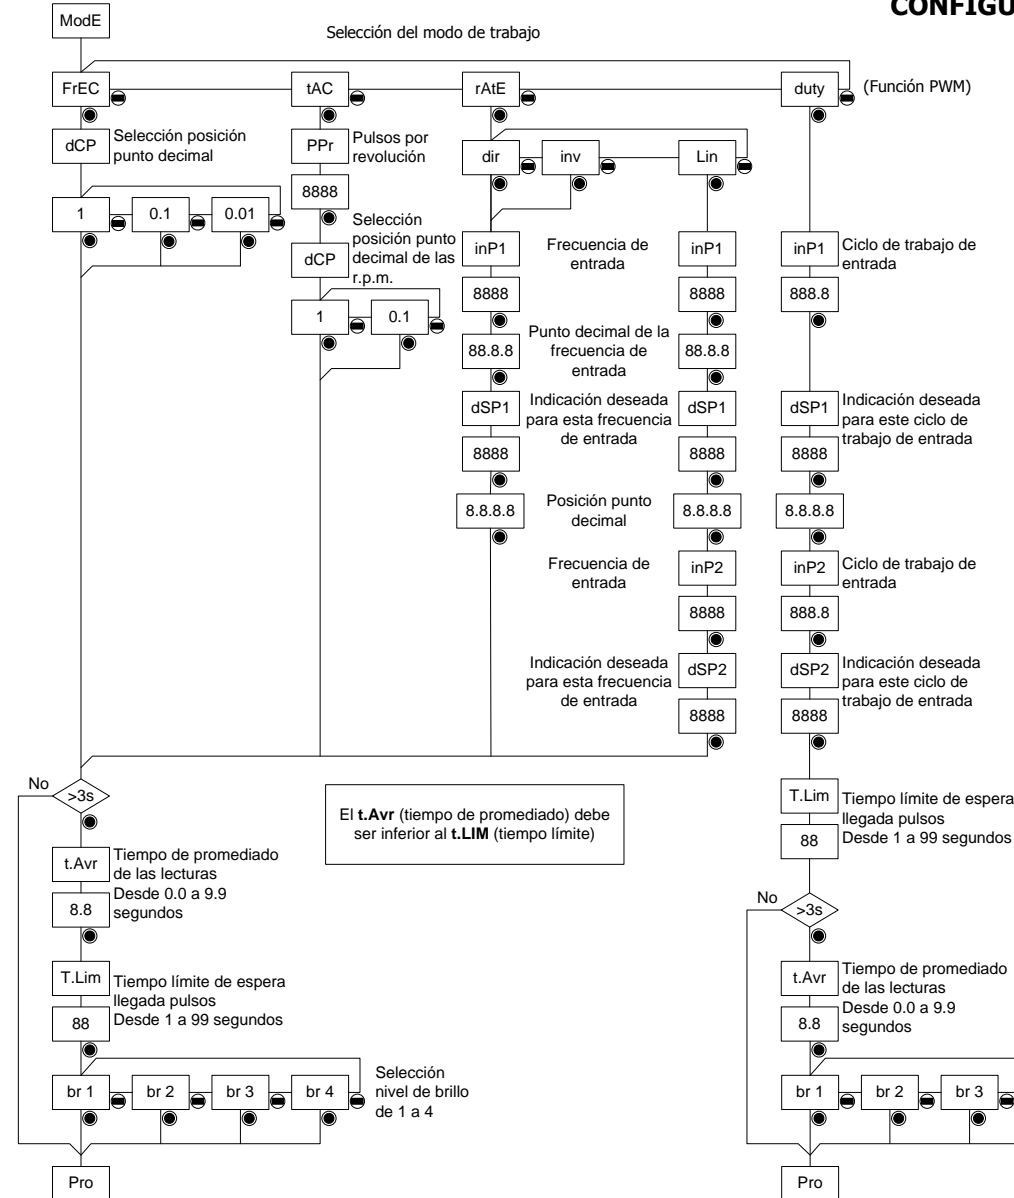 CONFIGU
ModE
Selección del modo de trabajo
FrEC
tAC
rAtE
duty
(Función PWM)
dCP
Selección posición
punto decimal
PPr
Pulsos por
revolución
dir
inv
Lin
8888
1
0.1
0.01
Selección
posición punto
decimal de las
r.p.m.
dCP
inP1
Frecuencia de
entrada
inP1
inP1
Ciclo de trabajo de
entrada
8888
8888
888.8
1
0.1
88.8.8
Punto decimal de la
frecuencia de
entrada
88.8.8
dSP1
Indicación deseada
para esta frecuencia
de entrada
dSP1
dSP1
Indicación deseada
para este ciclo de
trabajo de entrada
8888
8888
8888
8.8.8.8
Posición punto
decimal
8.8.8.8
8.8.8.8
Frecuencia de
entrada
inP2
inP2
Ciclo de trabajo de
entrada
8888
888.8
Indicación deseada
para esta frecuencia
de entrada
dSP2
dSP2
Indicación deseada
para este ciclo de
trabajo de entrada
8888
8888
No
>3s
El t.Avr (tiempo de promediado) debe
ser inferior al t.LIM (tiempo límite)
T.Lim
Tiempo límite de espera
llegada pulsos
Desde 1 a 99 segundos
88
t.Avr
Tiempo de promediado
de las lecturas
Desde 0.0 a 9.9
segundos
8.8
No
>3s
T.Lim
Tiempo límite de espera
llegada pulsos
Desde 1 a 99 segundos
88
t.Avr
Tiempo de promediado
de las lecturas
Desde 0.0 a 9.9
segundos
8.8
br 1
br 2
br 3
br 4
Selección
nivel de brillo
de 1 a 4
br 1
br 2
br 3
Pro
Pro